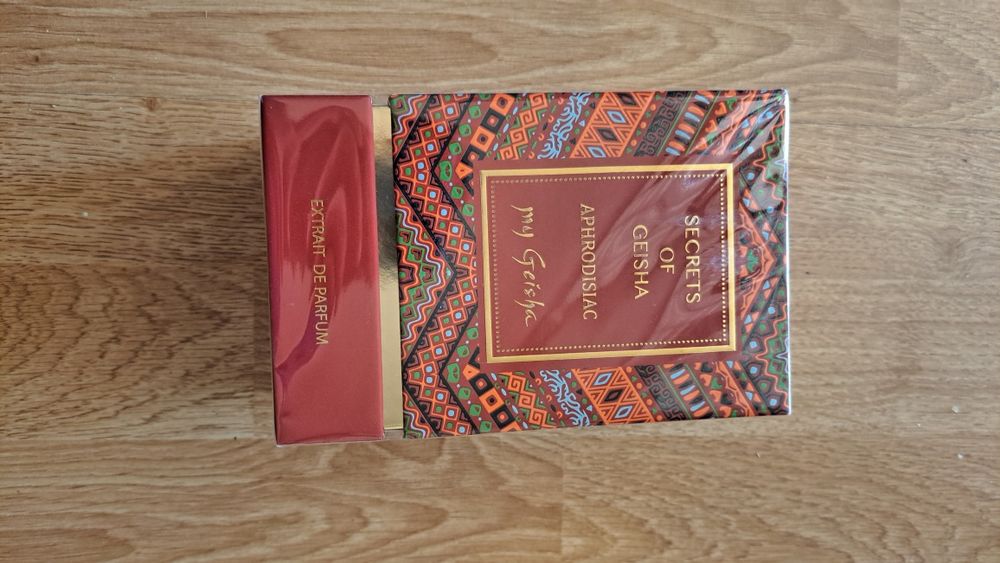 SECRETS
OF
GEISHA
APHRODISIAC
my Geisha
EXTRAIT DE PARFUM